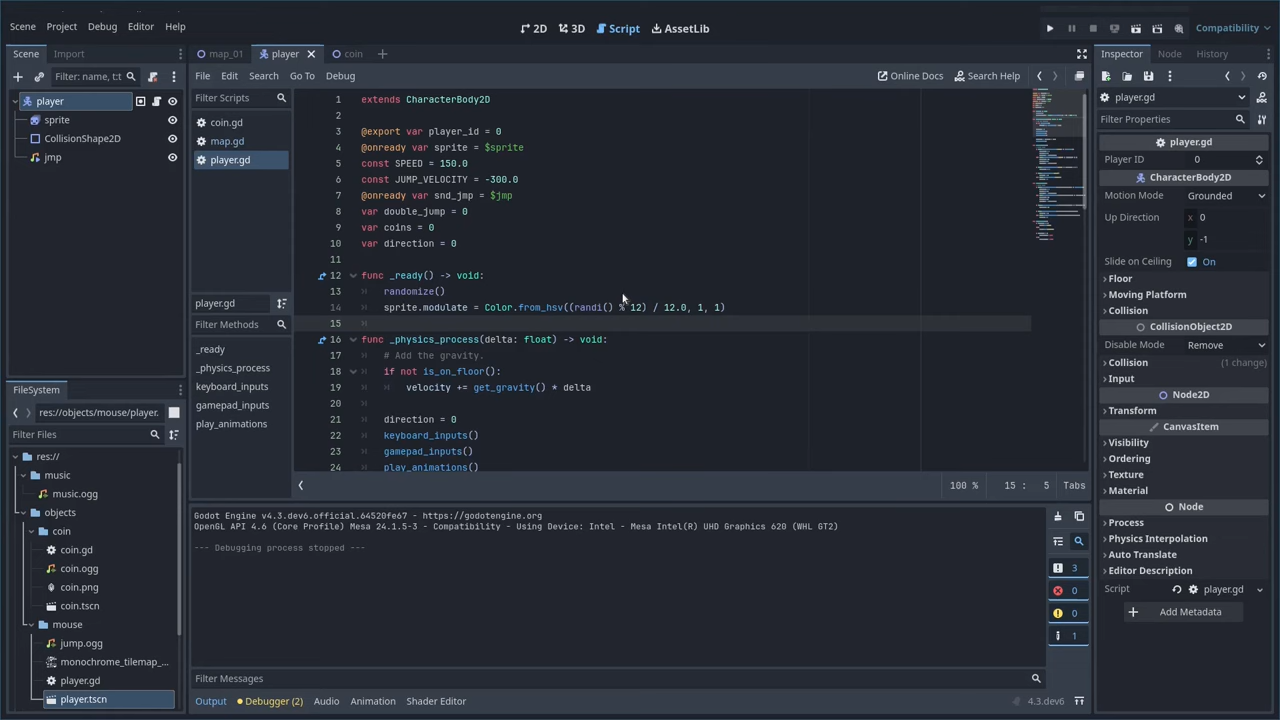 Scene Project Debug Editor Help
2D 3D Script AssetLib
Compatibility
Scene Import
map_01 player coin
Inspector Node History
Filter: name, t:t
File Edit Search Go To Debug
Online Docs Search Help
player
sprite
CollisionShape2D
jmp
Filter Scripts
coin.gd
map.gd
player.gd
player.gd
Filter Methods
_ready
_physics_process
keyboard_inputs
gamepad_inputs
play_animations
1 extends CharacterBody2D
2
3 @export var player_id = 0
4 @onready var sprite = $sprite
5 const SPEED = 150.0
6 const JUMP_VELOCITY = -300.0
7 @onready var snd_jmp = $jmp
8 var double_jump = 0
9 var coins = 0
10 var direction = 0
11
12 func _ready() -> void:
13 randomize()
14 sprite.modulate = Color.from_hsv((randi() % 12) / 12.0, 1, 1)
15
16 func _physics_process(delta: float) -> void:
17 # Add the gravity.
18 if not is_on_floor():
19 velocity += get_gravity() * delta
20
21 direction = 0
22 keyboard_inputs()
23 gamepad_inputs()
24 play_animations()
100 % 15 : 5 Tabs
player.gd
Filter Properties
player.gd
Player ID 0
CharacterBody2D
Motion Mode Grounded
Up Direction x 0
y -1
Slide on Ceiling On
Floor
Moving Platform
Collision
CollisionObject2D
Disable Mode Remove
Collision (1 change)
Input
Node2D
Transform
CanvasItem
Visibility
Ordering
Texture
Material
Node
Process
Physics Interpolation
Auto Translate
Editor Description
Script player.gd
Add Metadata
FileSystem
res://objects/mouse/player.
Filter Files
res://
music
music.ogg
objects
coin
coin.gd
coin.ogg
coin.png
coin.tscn
mouse
jump.ogg
monochrome_tilemap_...
player.gd
player.tscn
Godot Engine v4.3.dev6.official.64520fe67 - https://godotengine.org
OpenGL API 4.6 (Core Profile) Mesa 24.1.5-3 - Compatibility - Using Device: Intel - Mesa Intel(R) UHD Graphics 620 (WHL GT2)
--- Debugging process stopped ---
3
0
0
1
Filter Messages
Output Debugger (2) Audio Animation Shader Editor
4.3.dev6